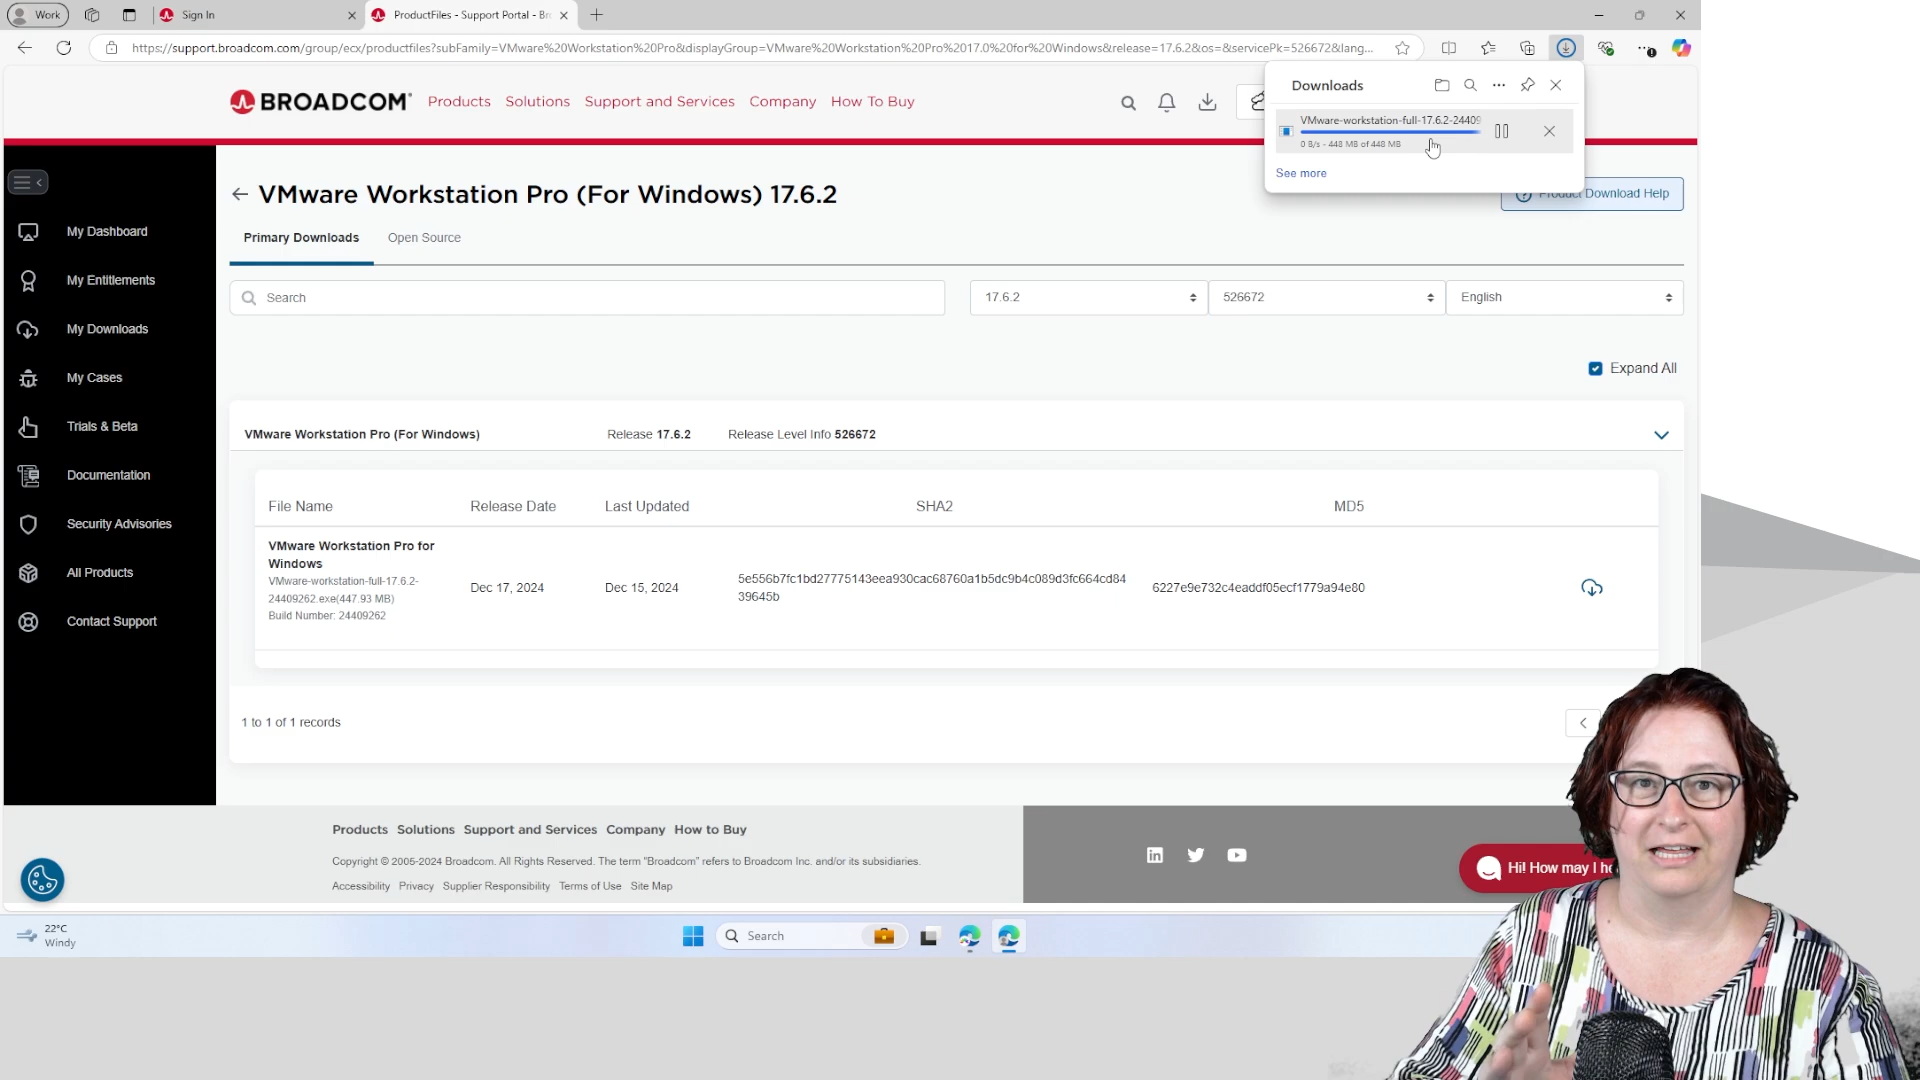 Work
Sign In
ProductFiles - Support Portal - Br
https://support.broadcom.com/group/ecx/productfiles?subFamily=VMware%20Workstation%20Pro&displayGroup=VMware%20Workstation%20Pro%2017.0%20for%20Windows&release=17.6.2&os=&servicePk=526672&lang...
BROADCOM
Products Solutions Support and Services Company How To Buy
Downloads
VMware-workstation-full-17.6.2-24409
0 B/s - 448 MB of 448 MB
See more
VMware Workstation Pro (For Windows) 17.6.2
Product Download Help
Primary Downloads Open Source
Search
17.6.2
526672
English
Expand All
My Dashboard
My Entitlements
My Downloads
My Cases
Trials & Beta
Documentation
Security Advisories
All Products
Contact Support
VMware Workstation Pro (For Windows) Release 17.6.2 Release Level Info 526672
File Name Release Date Last Updated SHA2 MD5
VMware Workstation Pro for
Windows
VMware-workstation-full-17.6.2-
24409262.exe(447.93 MB)
Build Number: 24409262
Dec 17, 2024
Dec 15, 2024
5e556b7fc1bd27775143eea930cac68760a1b5dc9b4c089d3fc664cd84
39645b
6227e9e732c4eaddf05ecf1779a94e80
1 to 1 of 1 records
Products Solutions Support and Services Company How to Buy
Copyright © 2005-2024 Broadcom. All Rights Reserved. The term “Broadcom” refers to Broadcom Inc. and/or its subsidiaries.
Accessibility Privacy Supplier Responsibility Terms of Use Site Map
Hi! How may I he
22°C
Windy
Search